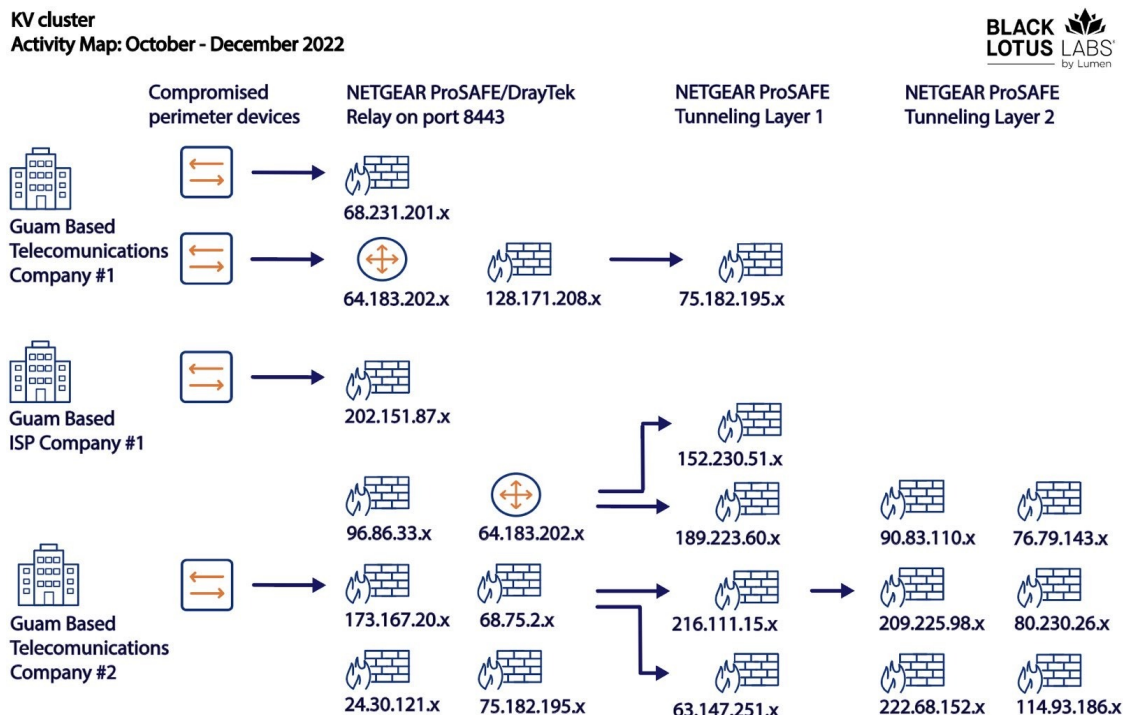 KV cluster
Activity Map: October - December 2022
BLACK
LOTUS LABS
by Lumen
Compromised
perimeter devices
NETGEAR ProSAFE/DrayTek
Relay on port 8443
NETGEAR ProSAFE
Tunneling Layer 1
NETGEAR ProSAFE
Tunneling Layer 2
68.231.201.x
Guam Based
Telecommunications
Company #1
64.183.202.x
128.171.208.x
75.182.195.x
Guam Based
ISP Company #1
202.151.87.x
152.230.51.x
96.86.33.x
64.183.202.x
189.223.60.x
90.83.110.x
76.79.143.x
Guam Based
Telecommunications
Company #2
173.167.20.x
68.75.2.x
216.111.15.x
209.225.98.x
80.230.26.x
24.30.121.x
75.182.195.x
63.147.251.x
222.68.152.x
114.93.186.x